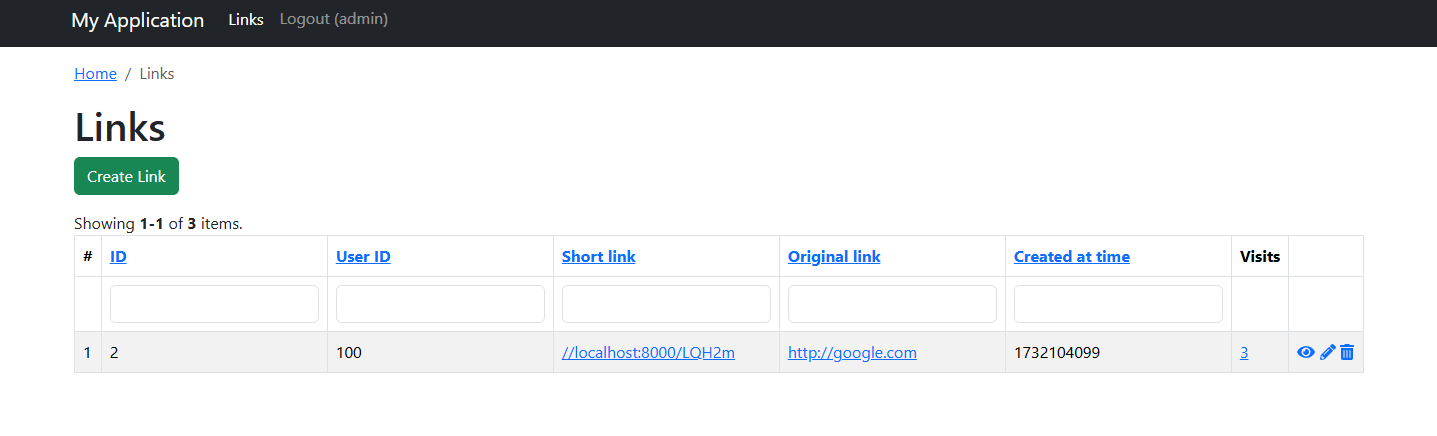 My Application Links Logout (admin)
Home / Links
Links
Create Link
Showing 1-1 of 3 items.
# ID User ID Short link Original link Created at time Visits
1 2 100 //localhost:8000/LQH2m http://google.com 1732104099 3